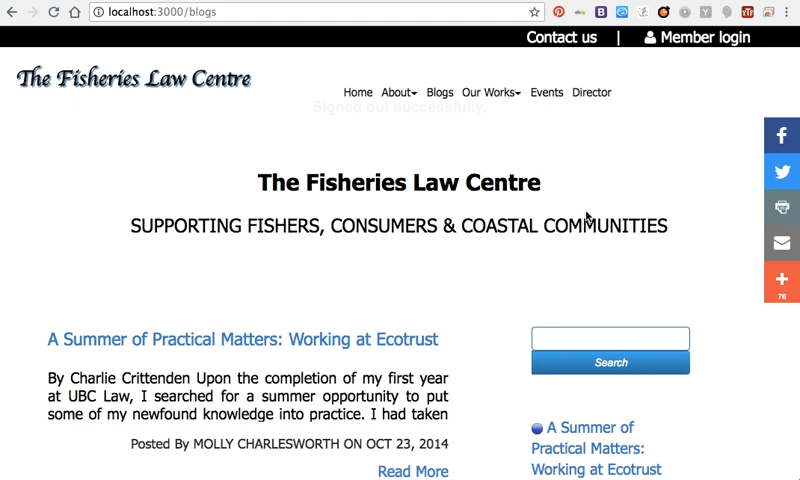 localhost:3000/blogs
Contact us | Member login
The Fisheries Law Centre
Home About Blogs Our Works Events Director
Signed out successfully.
The Fisheries Law Centre
SUPPORTING FISHERS, CONSUMERS & COASTAL COMMUNITIES
76
A Summer of Practical Matters: Working at Ecotrust
By Charlie Crittenden Upon the completion of my first year
at UBC Law, I searched for a summer opportunity to put
some of my newfound knowledge into practice. I had taken
Posted By MOLLY CHARLESWORTH ON OCT 23, 2014
Read More
Search
A Summer of
Practical Matters:
Working at Ecotrust